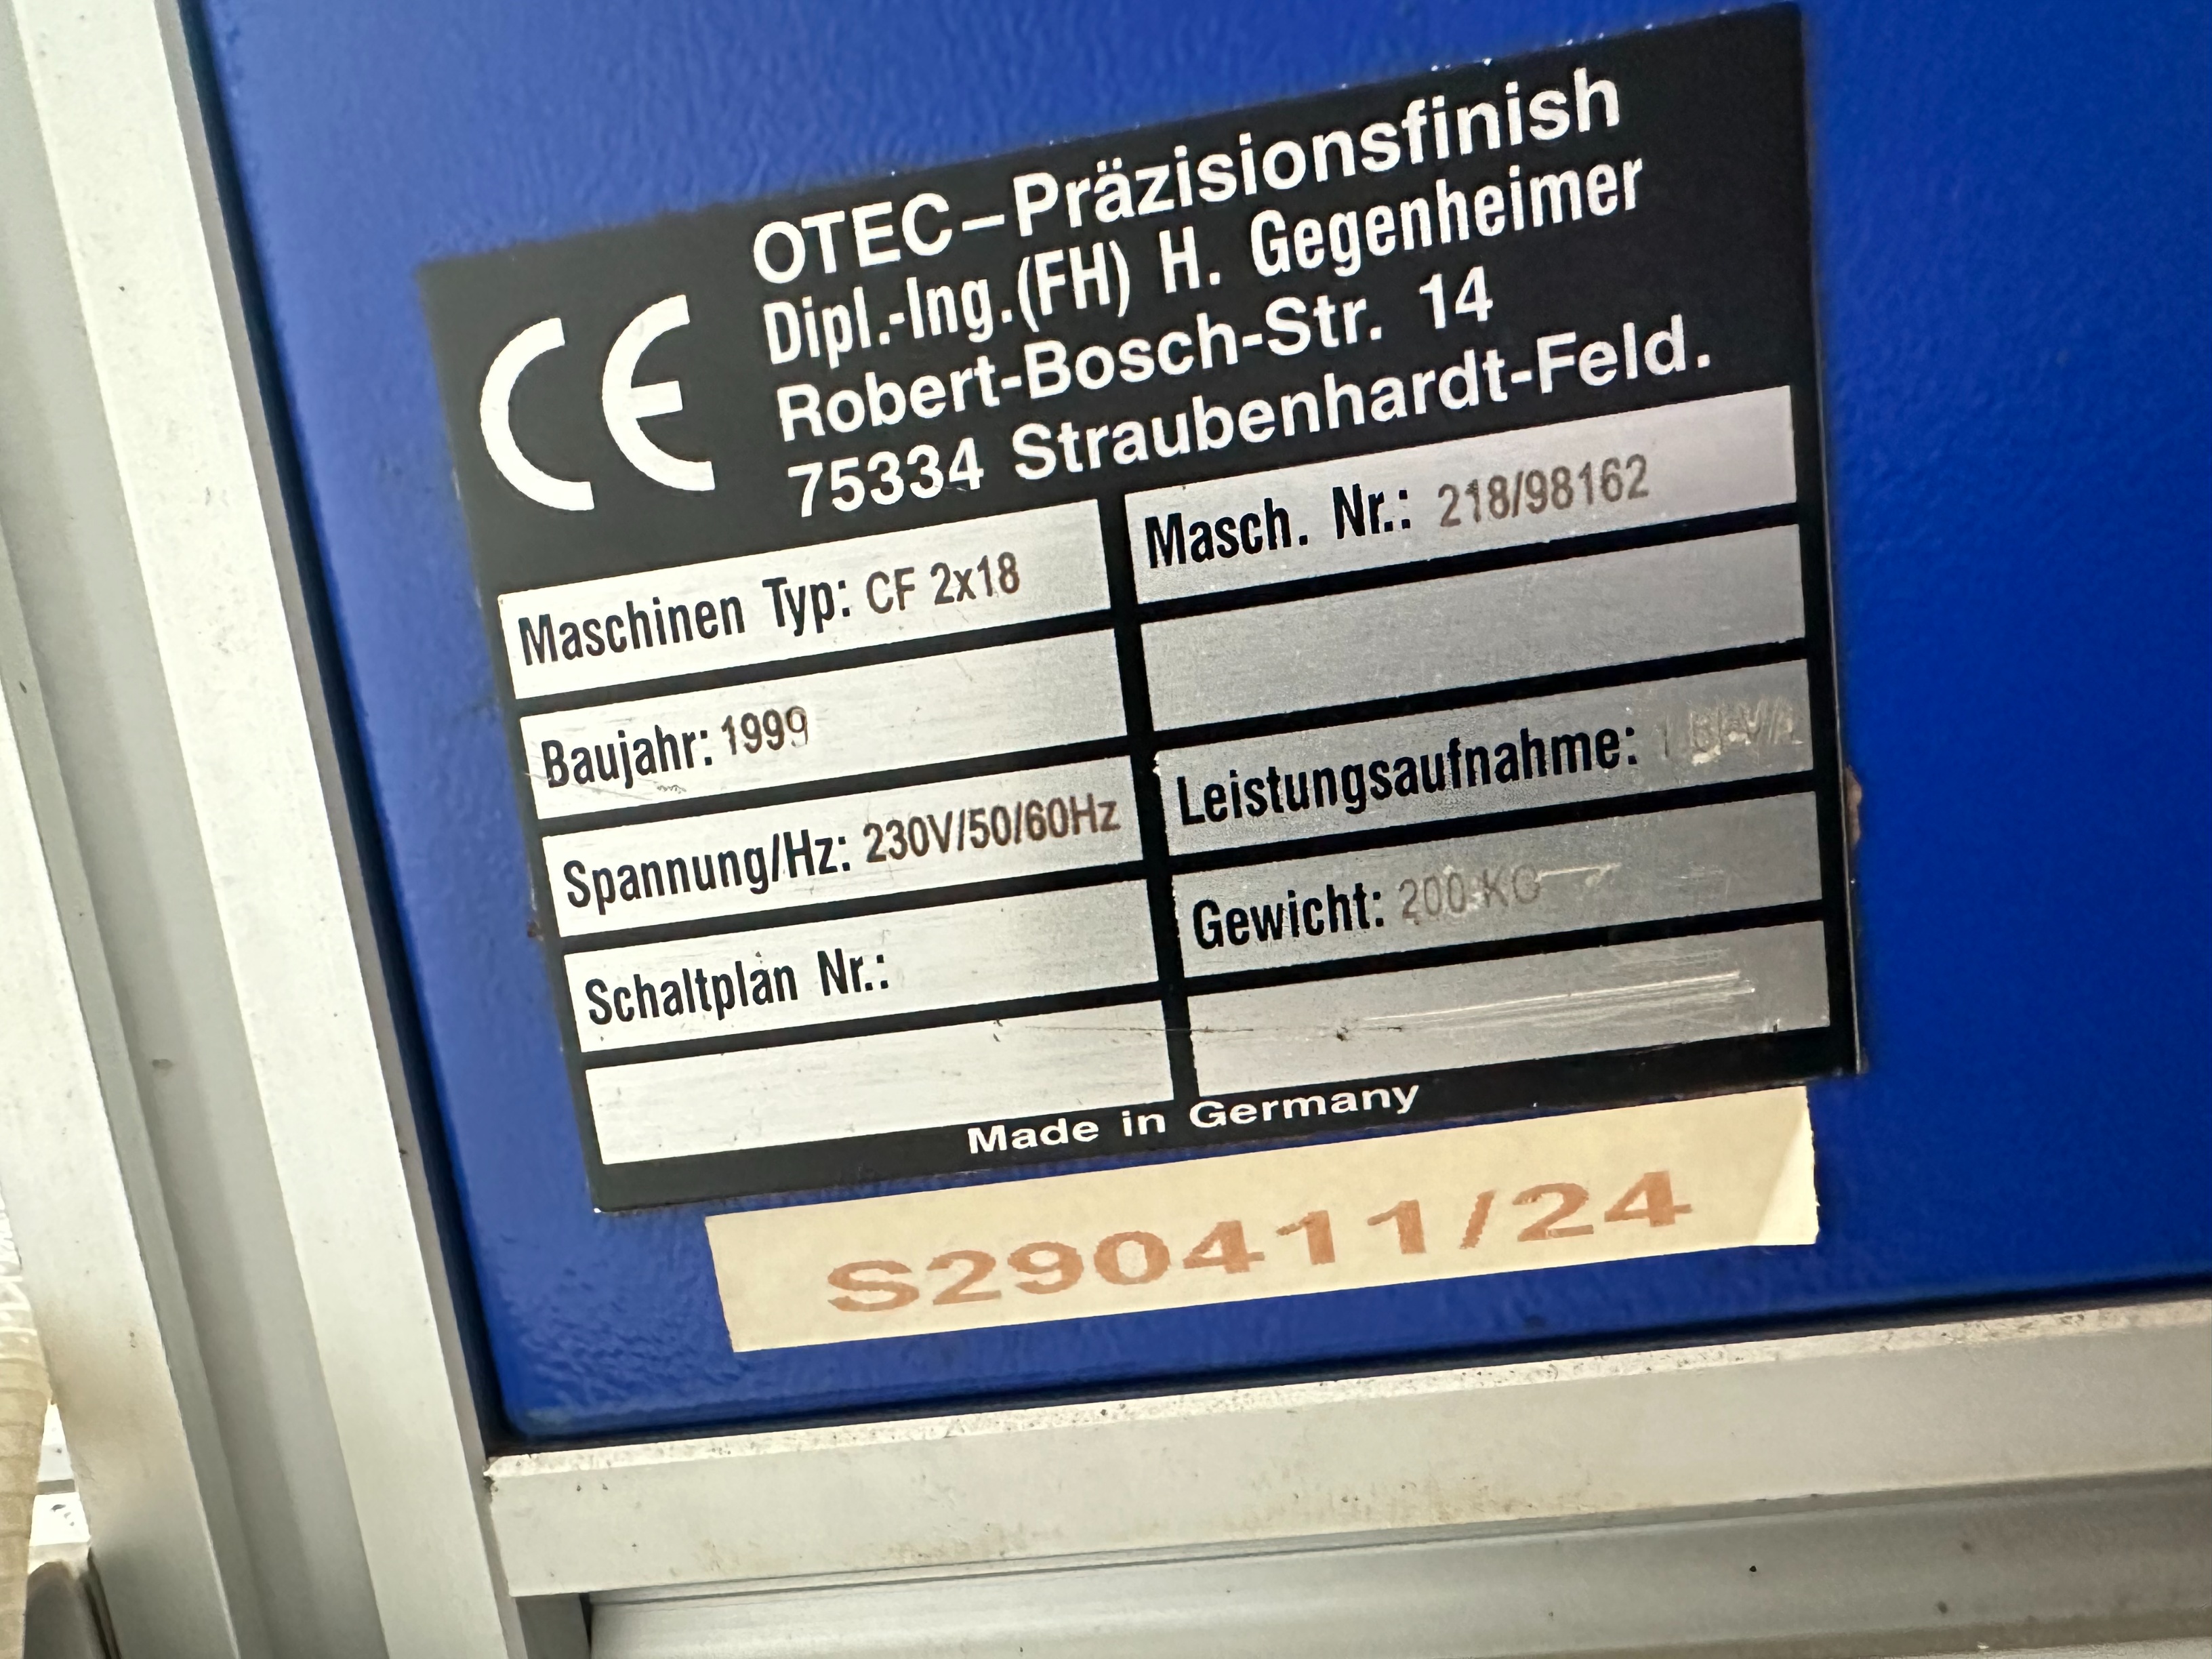 CE
OTEC-Präzisionsfinish
Dipl.-Ing.(FH) H. Gegenheimer
Robert-Bosch-Str. 14
75334 Straubenhardt-Feld.
Maschinen Typ: CF 2x18
Masch. Nr.: 218/98162
Baujahr: 1999
Spannung/Hz: 230V/50/60Hz
Leistungsaufnahme:
Schaltplan Nr.:
Gewicht: 200 KG
Made in Germany
S290411/24